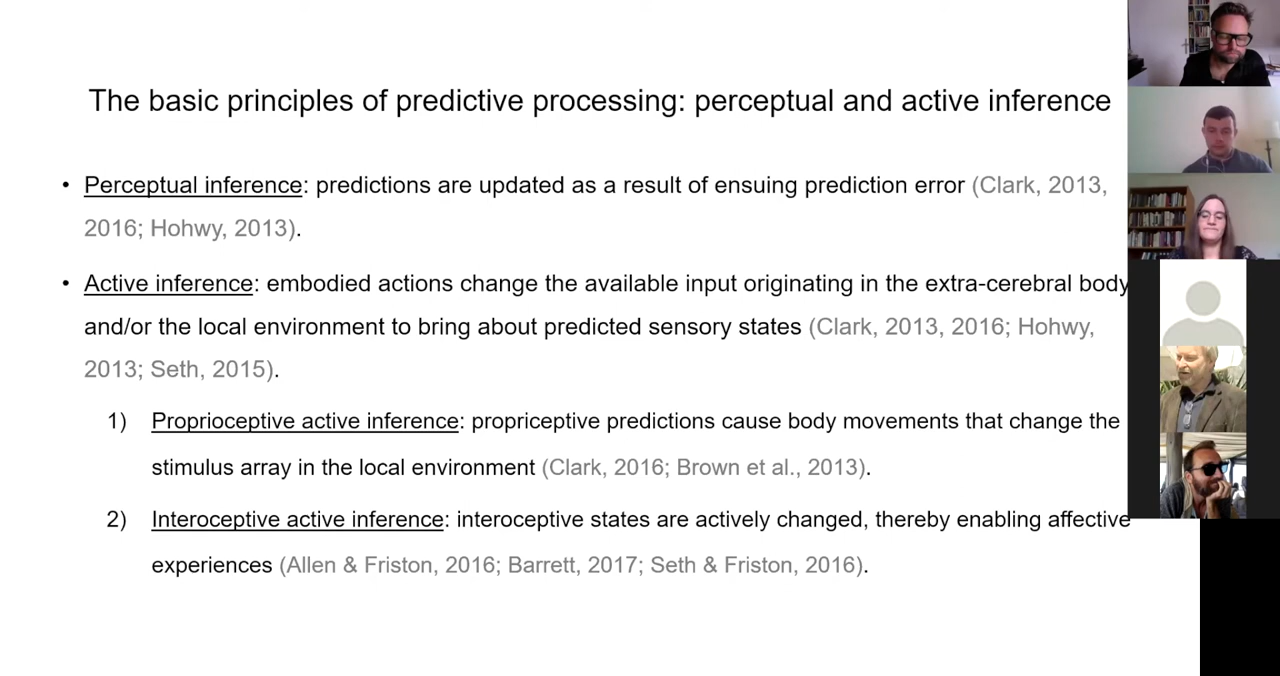 The basic principles of predictive processing: perceptual and active inference
• Perceptual inference: predictions are updated as a result of ensuing prediction error (Clark, 2013,
2016; Hohwy, 2013).
• Active inference: embodied actions change the available input originating in the extra-cerebral body
and/or the local environment to bring about predicted sensory states (Clark, 2013, 2016; Hohwy,
2013; Seth, 2015).
1) Proprioceptive active inference: propriceptive predictions cause body movements that change the
stimulus array in the local environment (Clark, 2016; Brown et al., 2013).
2) Interoceptive active inference: interoceptive states are actively changed, thereby enabling affective
experiences (Allen & Friston, 2016; Barrett, 2017; Seth & Friston, 2016).